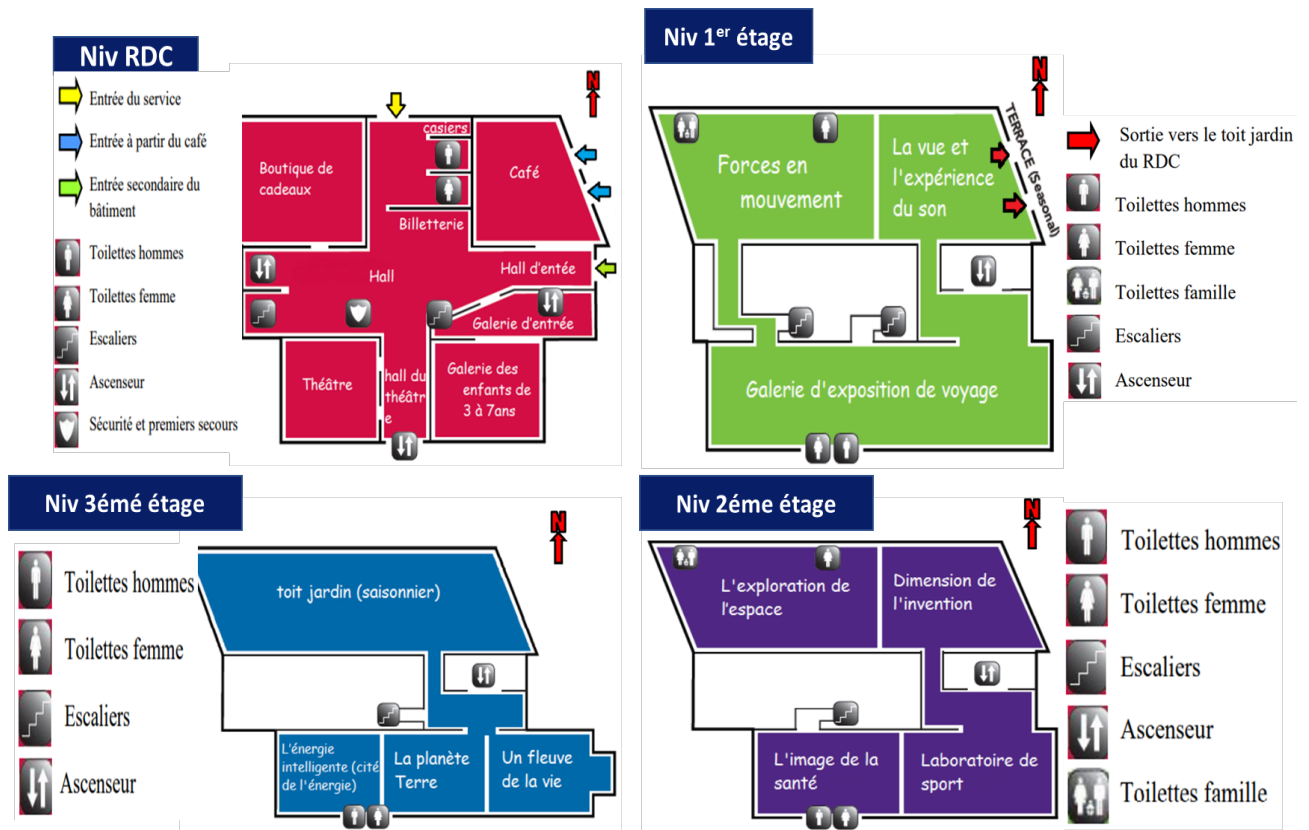 Niv RDC
Entrée du service
Entrée à partir du café
Entrée secondaire du
bâtiment
Toilettes hommes
Toilettes femme
Escaliers
Ascenseur
Sécurité et premiers secours
N
casiers
Boutique de
cadeaux
Café
Billetterie
Hall
Hall d'entée
Galerie d'entrée
Théâtre
hall du
théâtr
e
Galerie des
enfants de
3 à 7ans
Niv 1er étage
N
TERRACE (Seasonal)
Forces en
mouvement
La vue et
l'expérience
du son
Galerie d'exposition de voyage
Sortie vers le toit jardin
du RDC
Toilettes hommes
Toilettes femme
Toilettes famille
Escaliers
Ascenseur
Niv 3émé étage
Toilettes hommes
Toilettes femme
Escaliers
Ascenseur
N
toit jardin (saisonnier)
L'énergie
intelligente (cité
de l'énergie)
La planète
Terre
Un fleuve
de la vie
Niv 2éme étage
N
L'exploration de
l'espace
Dimension de
l'invention
L'image de la
santé
Laboratoire de
sport
Toilettes hommes
Toilettes femme
Escaliers
Ascenseur
Toilettes famille